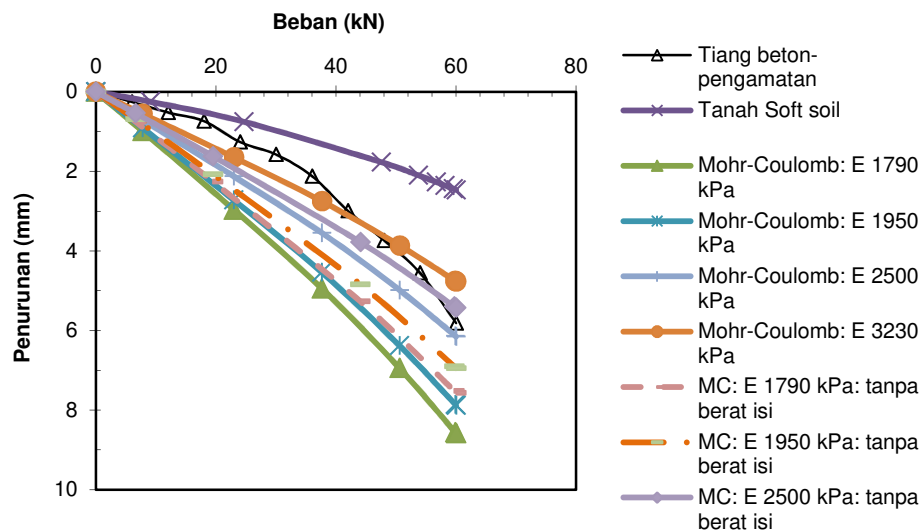 Beban (kN)
0 20 40 60 80
0
2
4
6
8
10
Penurunan (mm)
Tiang beton-
pengamatan
Tanah Soft soil
Mohr-Coulomb: E 1790
kPa
Mohr-Coulomb: E 1950
kPa
Mohr-Coulomb: E 2500
kPa
Mohr-Coulomb: E 3230
kPa
MC: E 1790 kPa: tanpa
berat isi
MC: E 1950 kPa: tanpa
berat isi
MC: E 2500 kPa: tanpa
berat isi